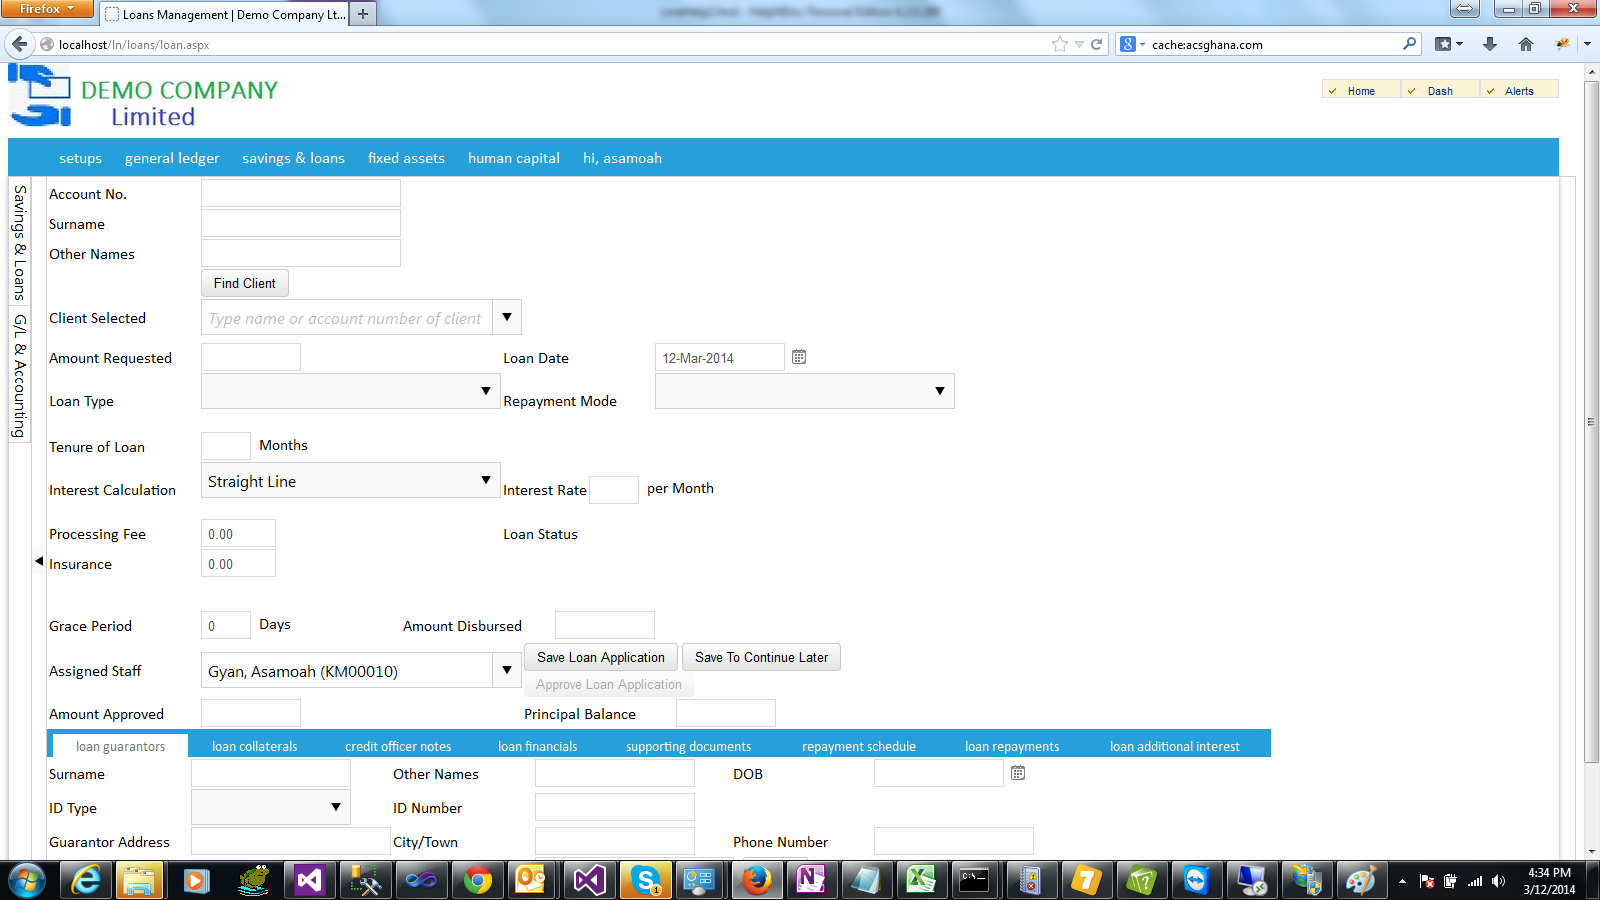 Firefox
Loans Management | Demo Company Lt...
localhost/ln/loans/loan.aspx
cache:acsghana.com
DEMO COMPANY
Limited
Home
Dash
Alerts
setups
general ledger
savings & loans
fixed assets
human capital
hi, asamoah
Savings & Loans
G/L & Accounting
Account No.
Surname
Other Names
Find Client
Client Selected
Type name or account number of client
Amount Requested
Loan Date
12-Mar-2014
Loan Type
Repayment Mode
Tenure of Loan
Months
Interest Calculation
Straight Line
Interest Rate
per Month
Processing Fee
0.00
Loan Status
Insurance
0.00
Grace Period
0
Days
Amount Disbursed
Assigned Staff
Gyan, Asamoah (KM00010)
Save Loan Application
Save To Continue Later
Approve Loan Application
Amount Approved
Principal Balance
loan guarantors
loan collaterals
credit officer notes
loan financials
supporting documents
repayment schedule
loan repayments
loan additional interest
Surname
Other Names
DOB
ID Type
ID Number
Guarantor Address
City/Town
Phone Number
4:34 PM
3/12/2014